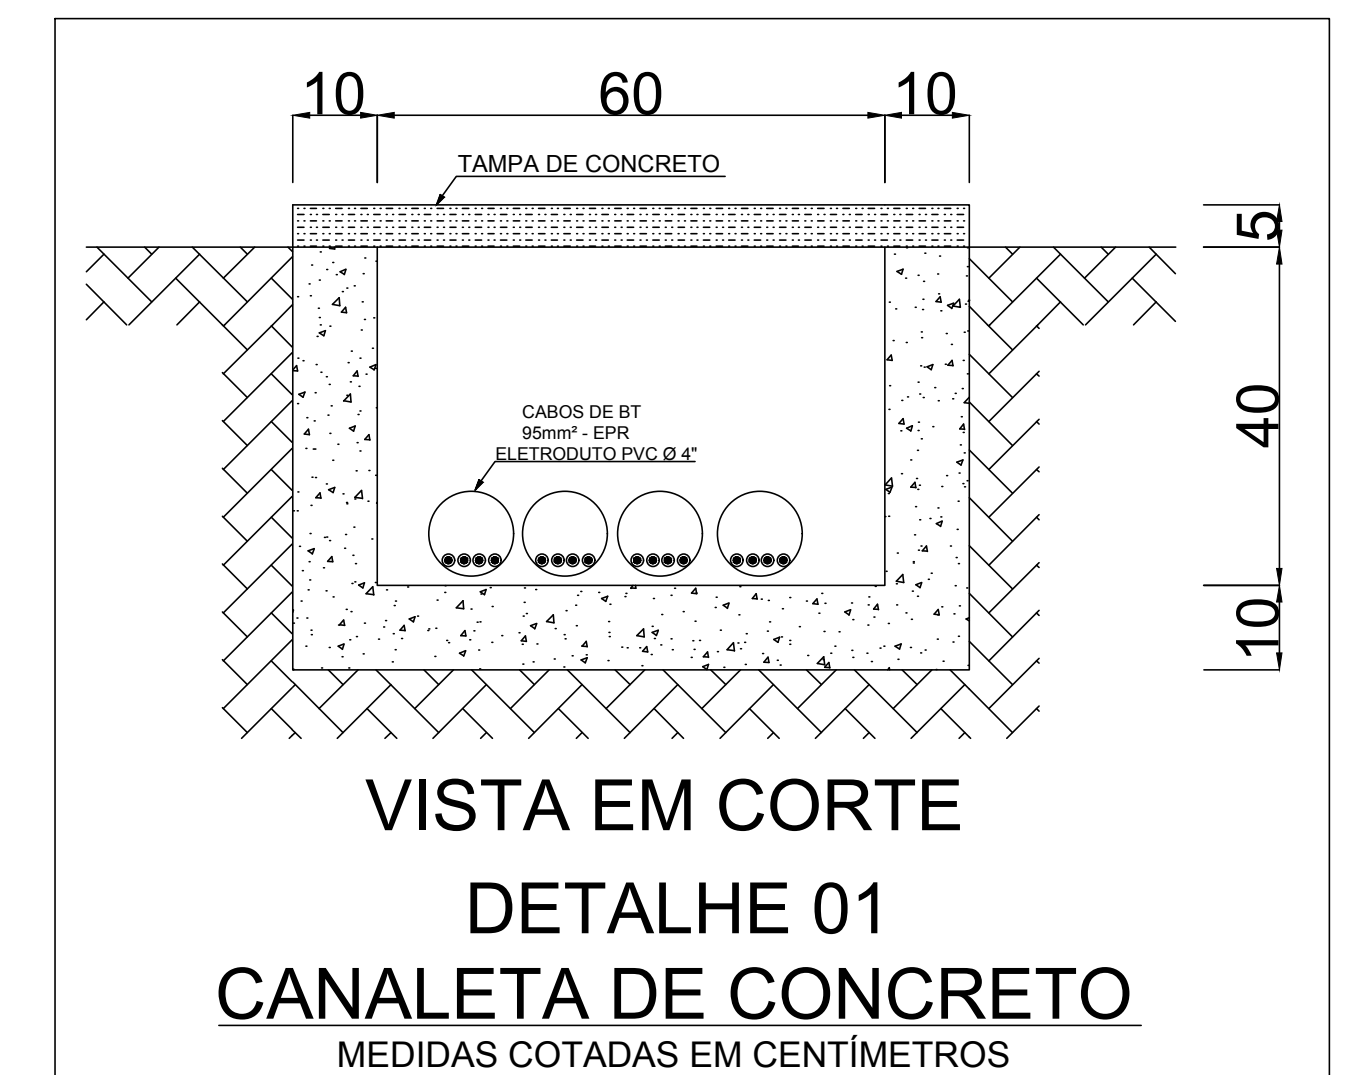 10 60 10
TAMPA DE CONCRETO
5
40
CABOS DE BT
95mm² - EPR
ELETRODUTO PVC Ø 4"
10
VISTA EM CORTE
DETALHE 01
CANALETA DE CONCRETO
MEDIDAS COTADAS EM CENTÍMETROS